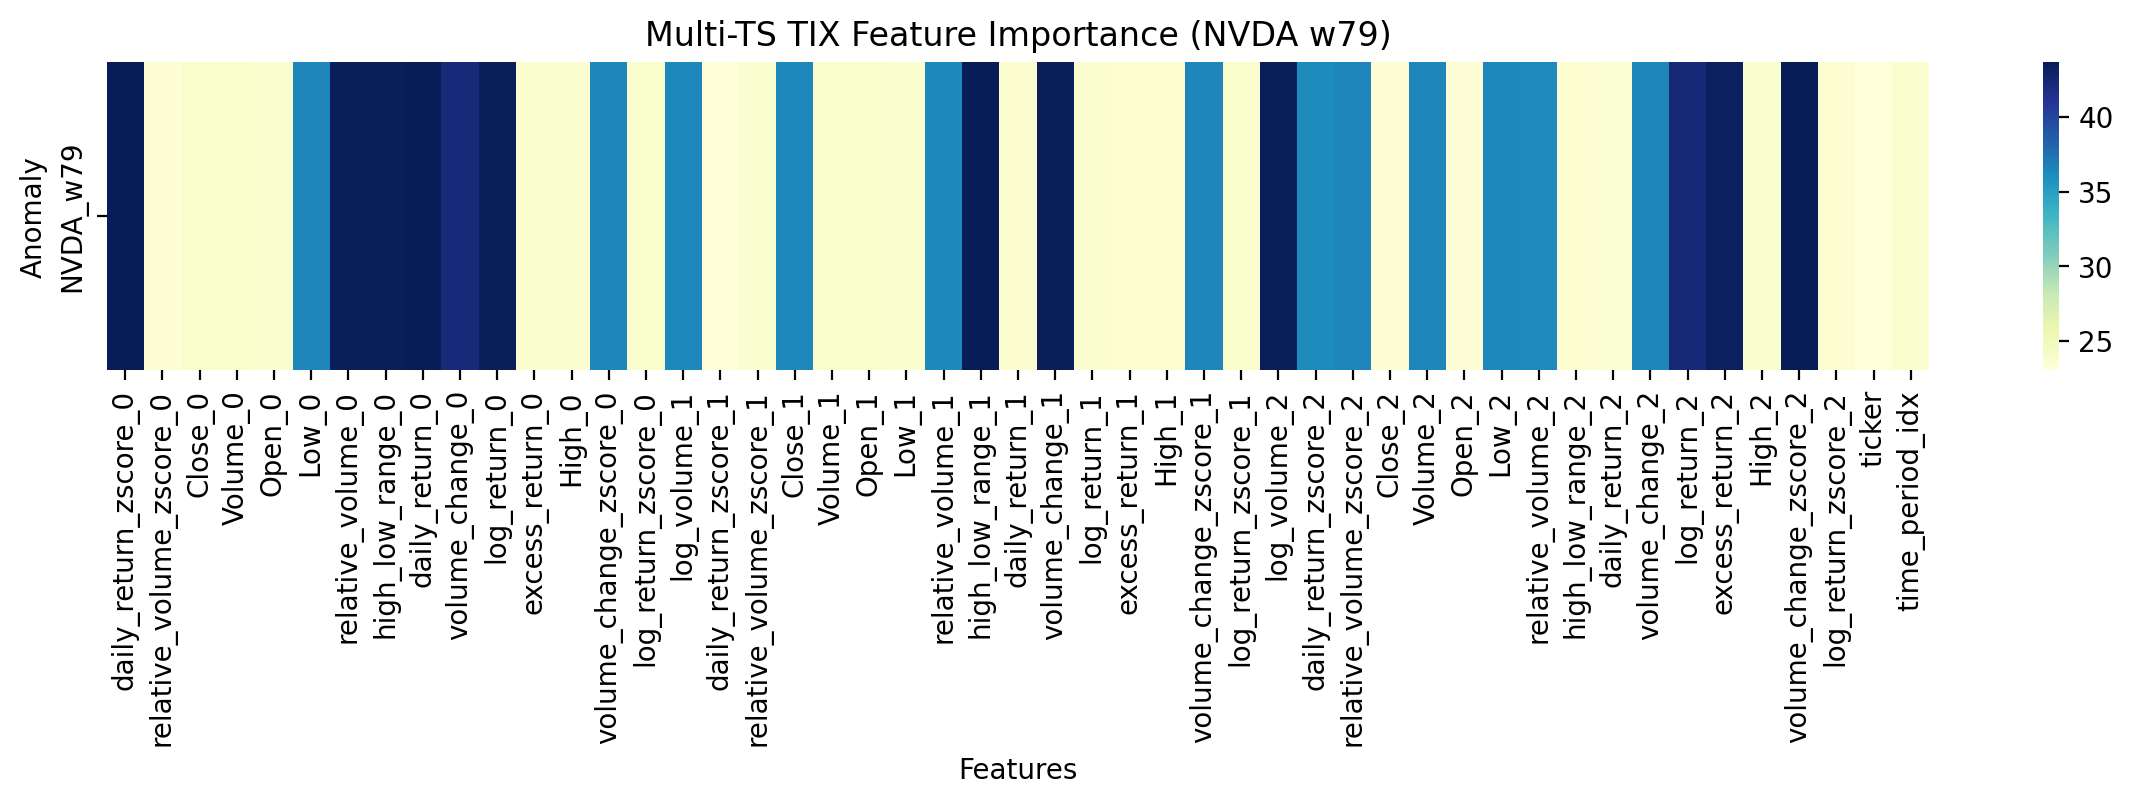 Multi-TS TIX Feature Importance (NVDA w79)
Anomaly
NVDA_w79
40
35
30
25
daily_return_zscore_0
relative_volume_zscore_0
Close_0
Volume_0
Open_0
Low_0
relative_volume_0
high_low_range_0
daily_return_0
volume_change_0
log_return_0
excess_return_0
High_0
volume_change_zscore_0
log_return_zscore_0
log_volume_1
daily_return_zscore_1
relative_volume_zscore_1
Close_1
Volume_1
Open_1
Low_1
relative_volume_1
high_low_range_1
daily_return_1
volume_change_1
log_return_1
excess_return_1
High_1
volume_change_zscore_1
log_return_zscore_1
log_volume_2
daily_return_zscore_2
relative_volume_zscore_2
Close_2
Volume_2
Open_2
Low_2
relative_volume_2
high_low_range_2
daily_return_2
volume_change_2
log_return_2
excess_return_2
High_2
volume_change_zscore_2
log_return_zscore_2
ticker
time_period_idx
Features